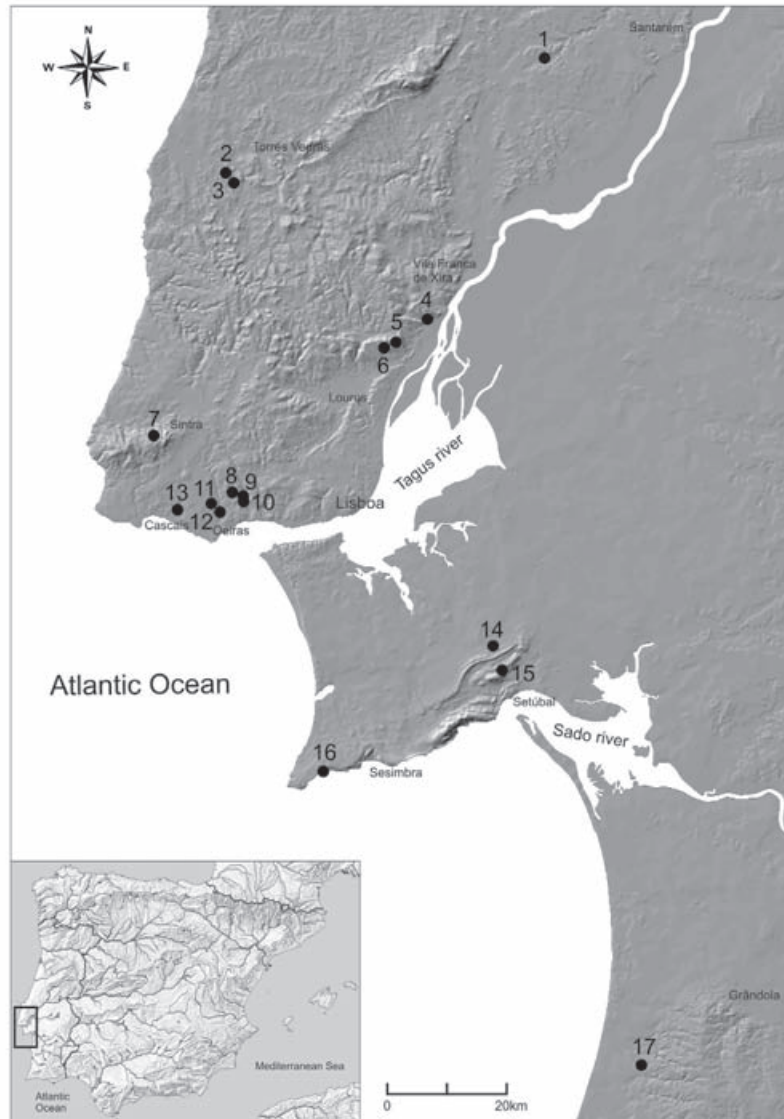 N
W E
S
Santarém
1
2
Torres Vedras
3
Vila Franca
de Xira
4
5
6
Loures
7
Sintra
8
9
10
11
12
13
Lisboa
Tagus river
Cascais
Oeiras
14
15
Atlantic Ocean
Setúbal
Sado river
16
Sesimbra
Grândola
17
Mediterranean Sea
Atlantic
Ocean
0 20km